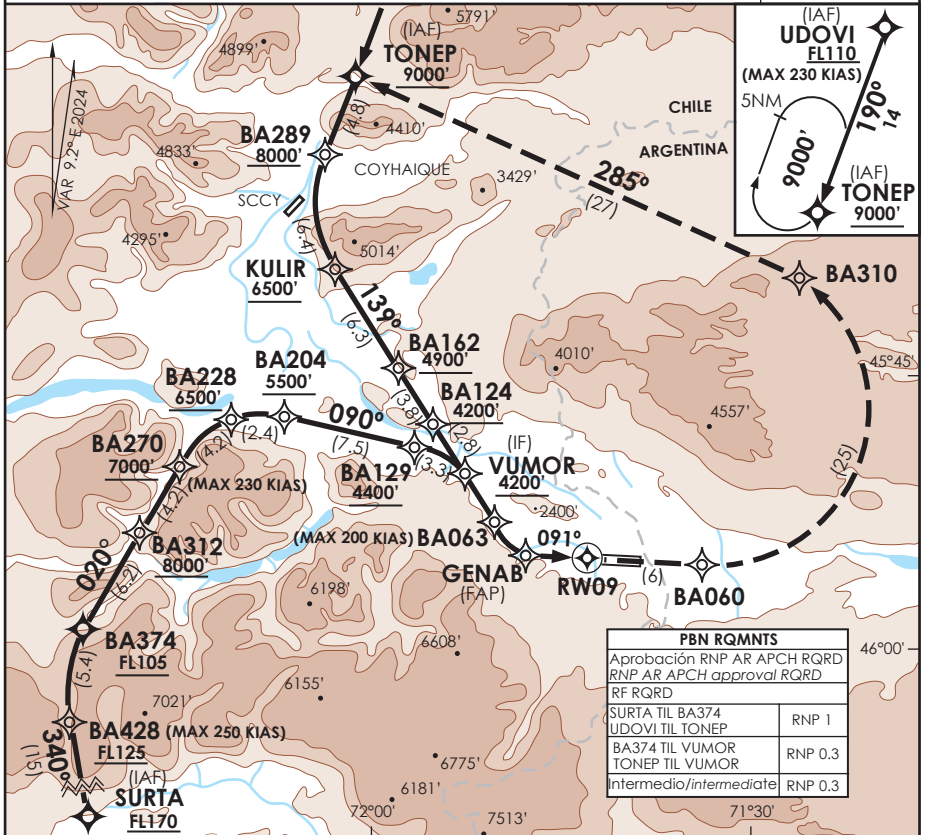 5791'
(IAF)
TONEP
9000'
4899'
(4.8)
4410'
BA289
8000'
COYHAIQUE
4833'
VAR 9.2° E 2024
SCCY
(6.4)
3429'
CHILE
ARGENTINA
285°
(27)
(IAF)
UDOVI
FL110
(MAX 230 KIAS)
5NM
190°
14
9000'
(IAF)
TONEP
9000'
4295'
5014'
KULIR
6500'
139°
(6.3)
BA310
BA162
4900'
4010'
45°45'
BA204
5500'
BA228
6500'
(3.8)
BA124
4200'
4557'
090°
(2.4)
(4.2)
(7.5)
(2.8)
(IF)
VUMOR
4200'
BA270
7000'
(MAX 230 KIAS)
(4.2)
BA129
4400'
(3.3)
(25)
2400'
(MAX 200 KIAS) BA063
091°
BA312
8000'
020°
(6.2)
GENAB
(FAP)
RW09
(6)
BA060
6198'
BA374
FL105
6608'
46°00'
(5.4)
7021'
6155'
BA428 (MAX 250 KIAS)
FL125
340°
(15)
(IAF)
SURTA
FL170
6775'
6181'
7513'
72°00'
71°30'
PBN RQMNTS
Aprobación RNP AR APCH RQRD
RNP AR APCH approval RQRD
RF RQRD
SURTA TIL BA374
UDOVI TIL TONEP
RNP 1
BA374 TIL VUMOR
TONEP TIL VUMOR
RNP 0.3
Intermedio/intermediate RNP 0.3